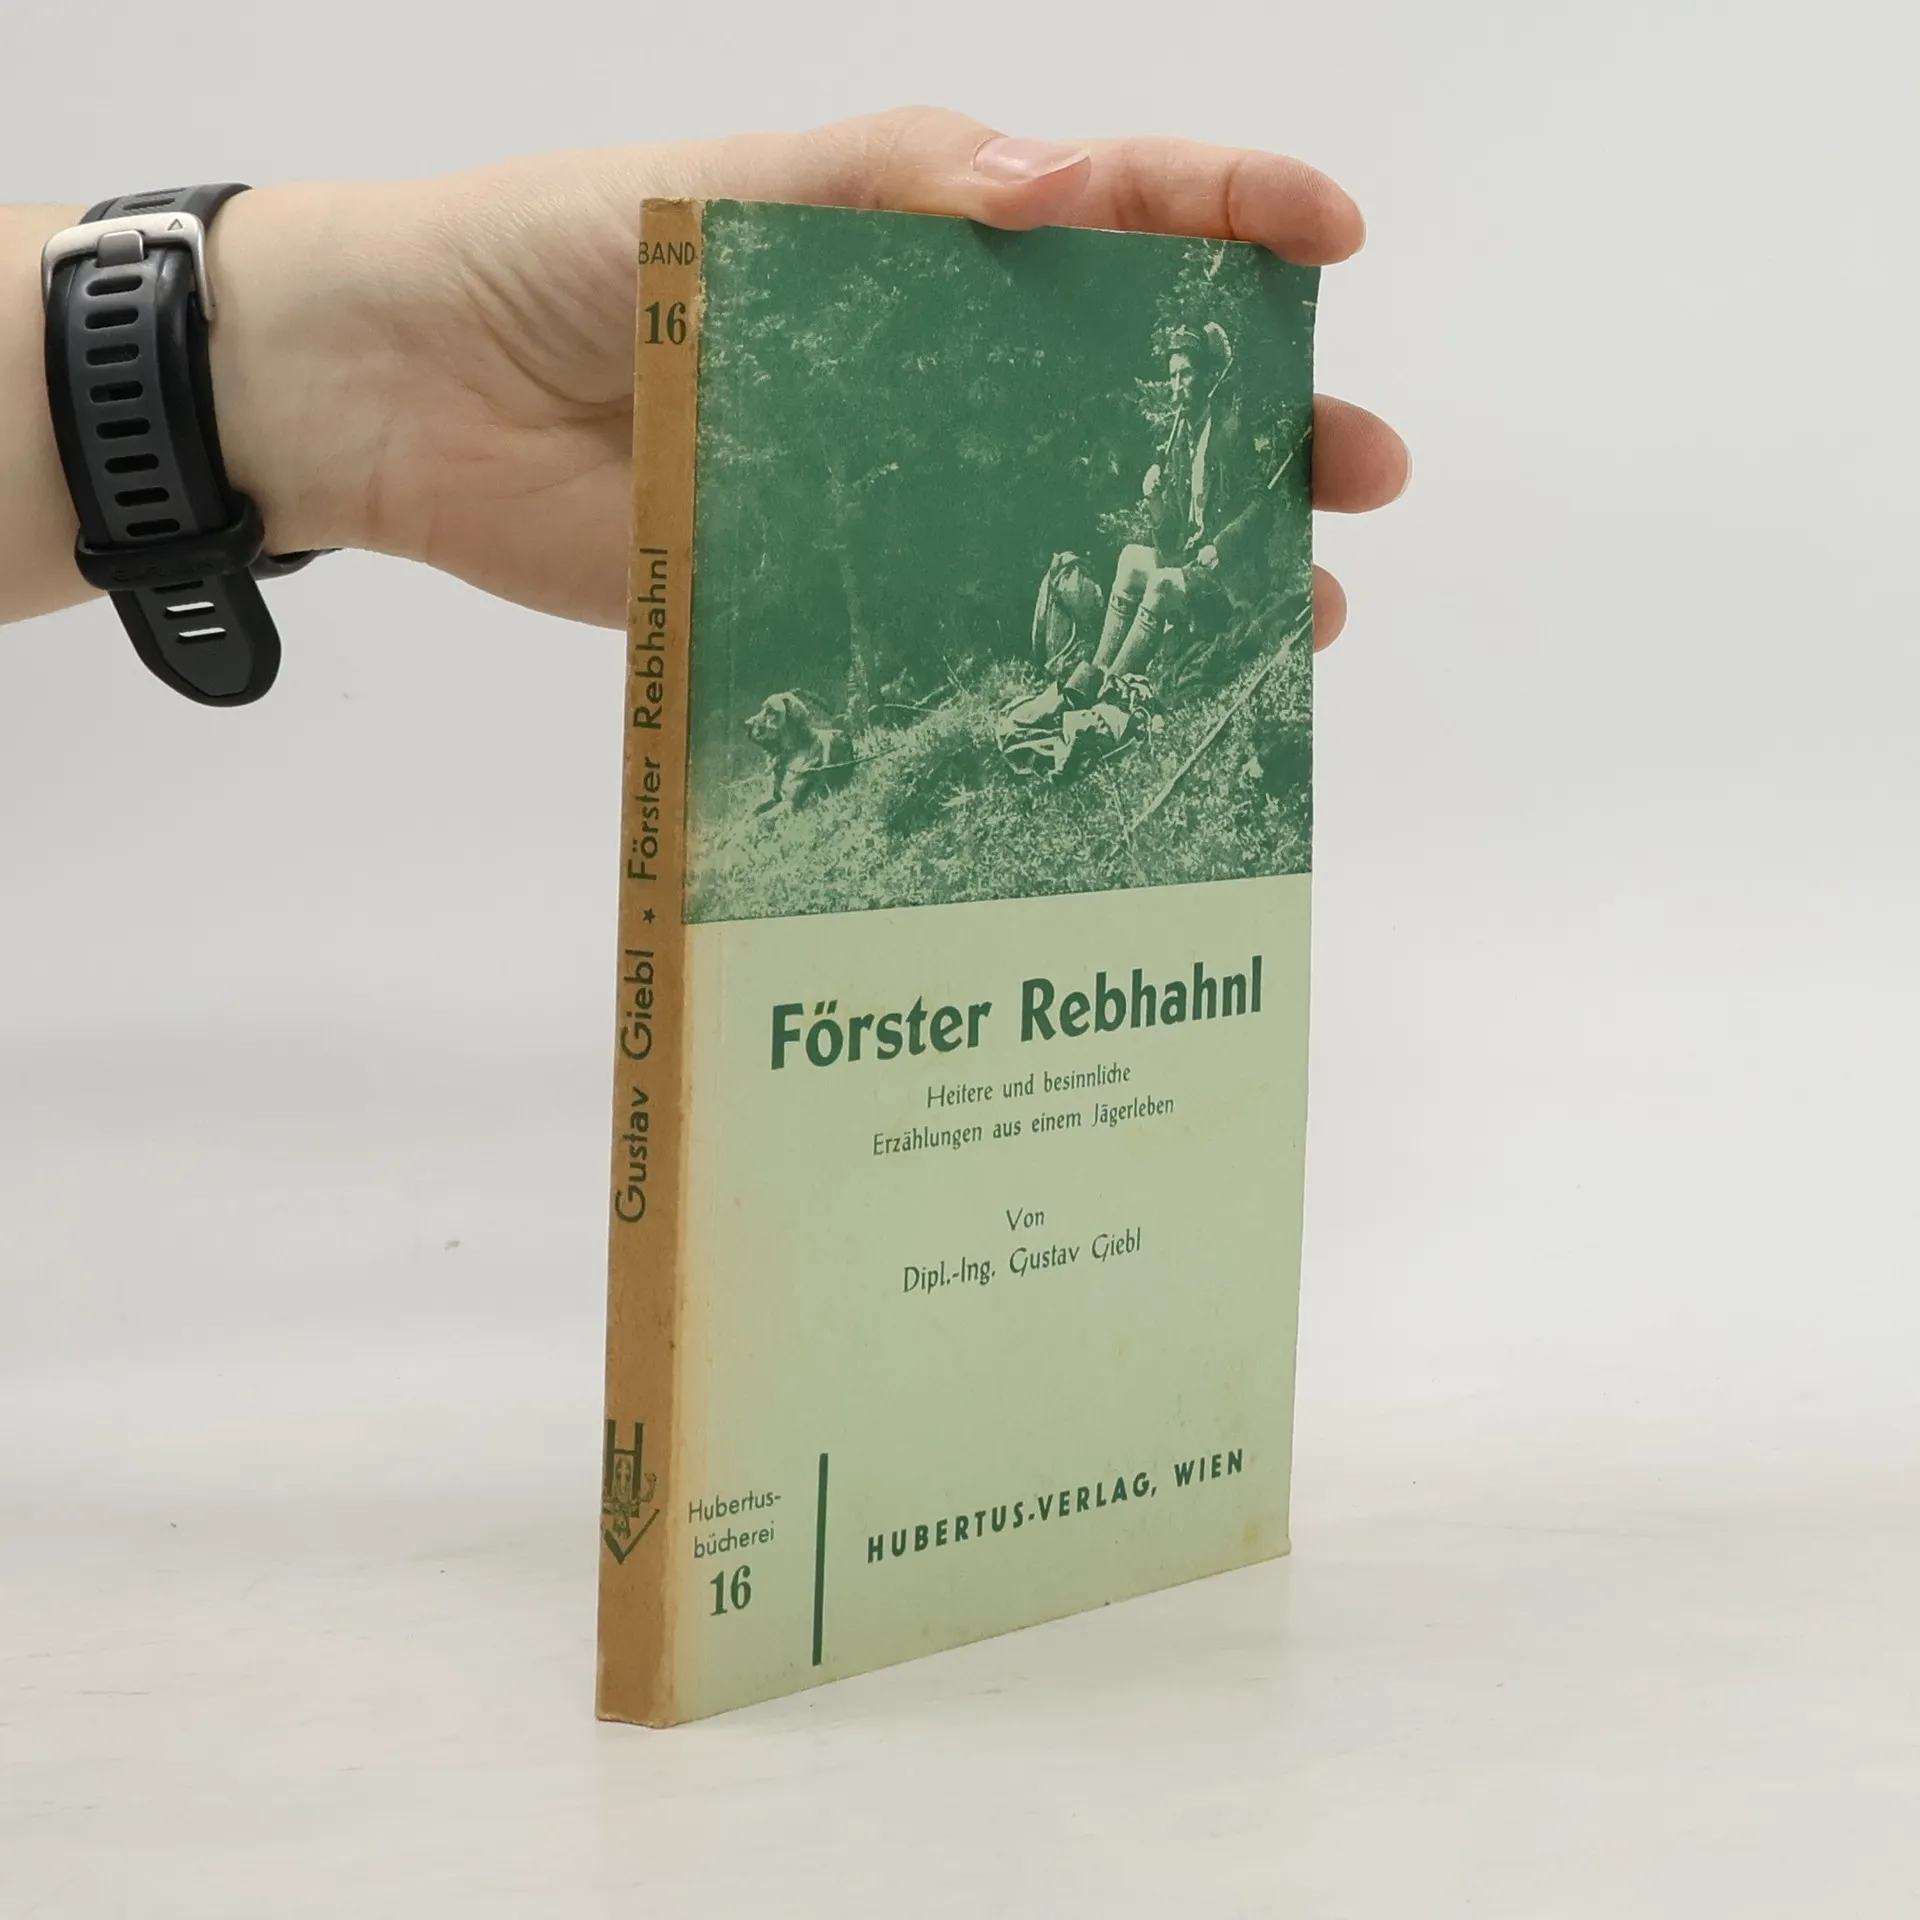 BAND
16
Gustav Giebl ★ Förster Rebhahnl
Förster Rebhahnl
Heitere und besinnliche
Erzählungen aus einem Jägerleben
Von
Dipl.-Ing. Gustav Giebl
Hubertus-
bücherei
16
HUBERTUS-VERLAG, WIEN